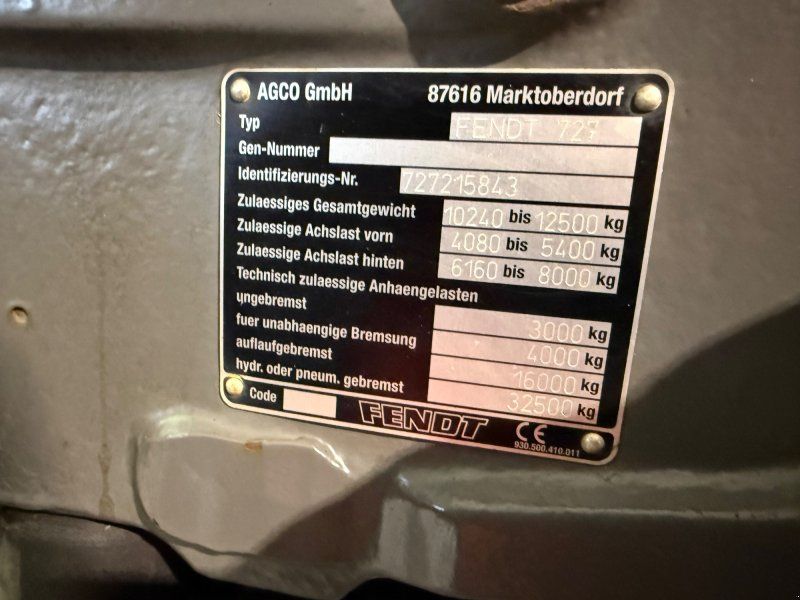 AGCO GmbH 87616 Marktoberdorf
Typ FENDT 727
Gen-Nummer
Identifizierungs-Nr. 727215843
Zulaessiges Gesamtgewicht 10240 bis 12500 kg
Zulaessige Achslast vorn 4080 bis 5400 kg
Zulaessige Achslast hinten 6160 bis 8000 kg
Technisch zulaessige Anhaengelasten
ungebremst 3000 kg
fuer unabhaengige Bremsung 4000 kg
auflaufgebremst 16000 kg
hydr. oder pneum. gebremst 32500 kg
Code FENDT CE
930.500.410.011